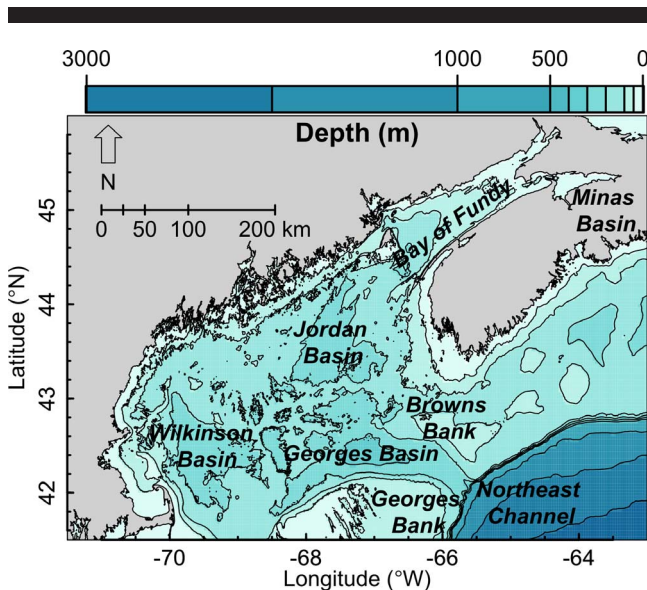 3000 1000 500 0
Depth (m)
N
0 50 100 200 km
Bay of Fundy
Minas
Basin
Jordan
Basin
Browns
Bank
Wilkinson
Basin
Georges Basin
Georges
Bank
Northeast
Channel
45
44
43
42
Latitude (°N)
-70 -68 -66 -64
Longitude (°W)